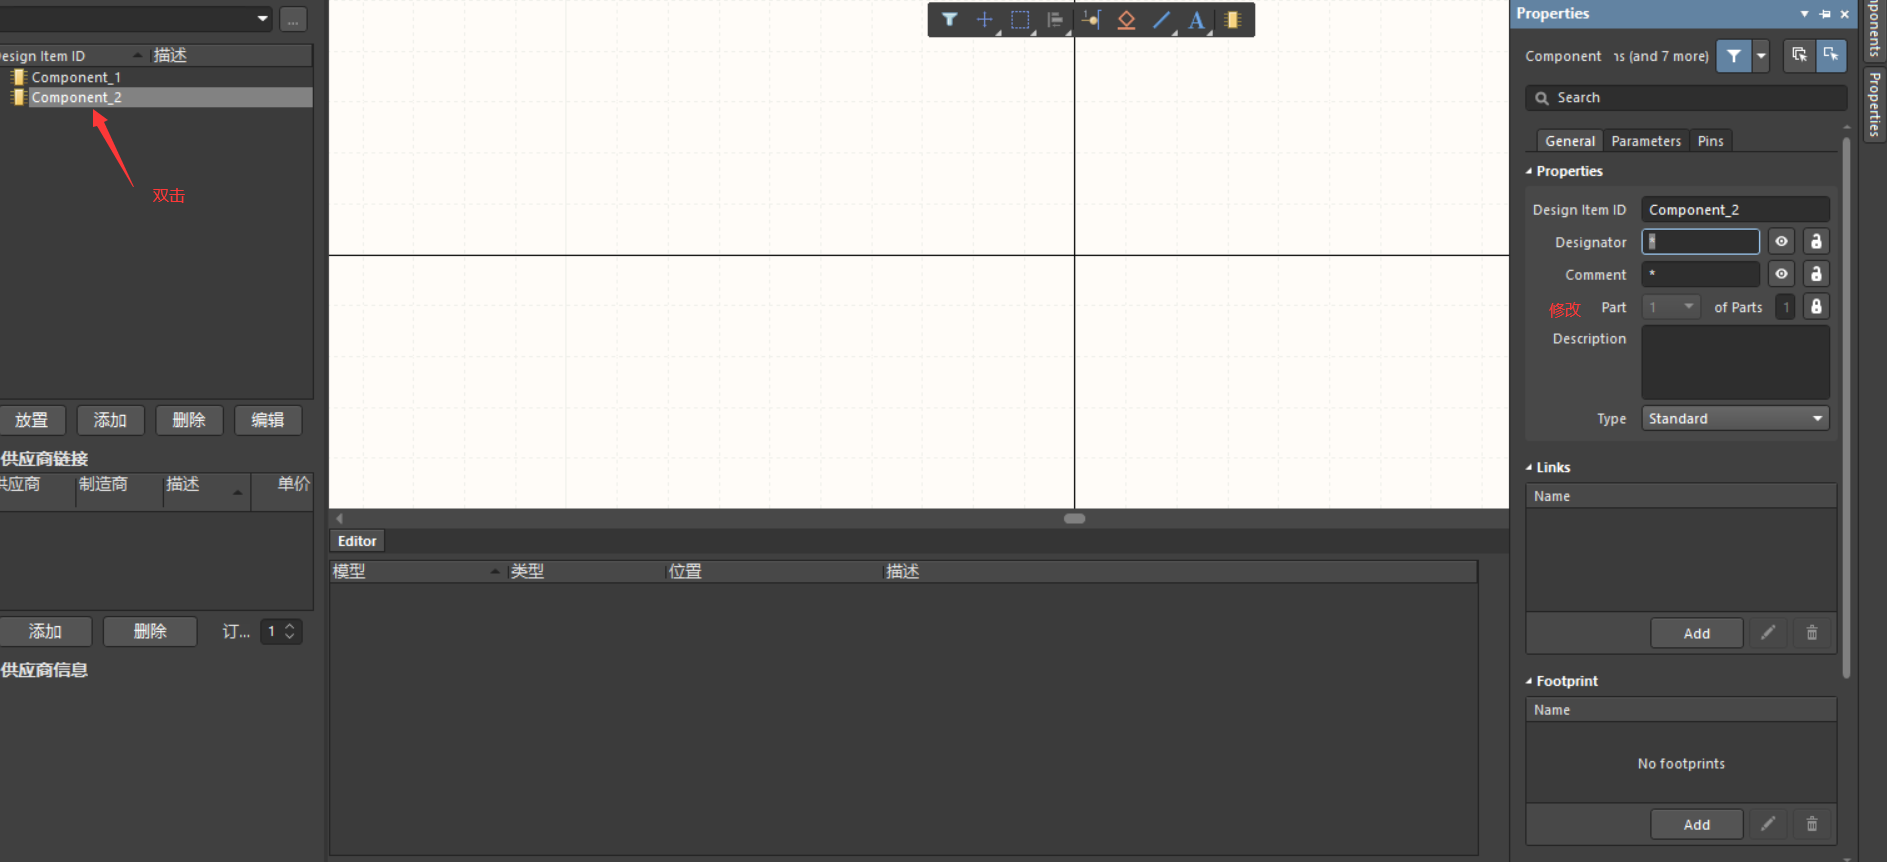 ...
esign Item ID
描述
Component_1
Component_2
双击
放置
添加
删除
编辑
供应商链接
供应商
制造商
描述
单价
添加
删除
订...
1
供应商信息
A
Editor
模型
类型
位置
描述
Properties
Component
ns (and 7 more)
Search
General
Parameters
Pins
Properties
Design Item ID
Component_2
Designator
*
Comment
*
修改
Part
1
of Parts
1
Description
Type
Standard
Links
Name
Add
Footprint
Name
No footprints
Add
ponents
Properties